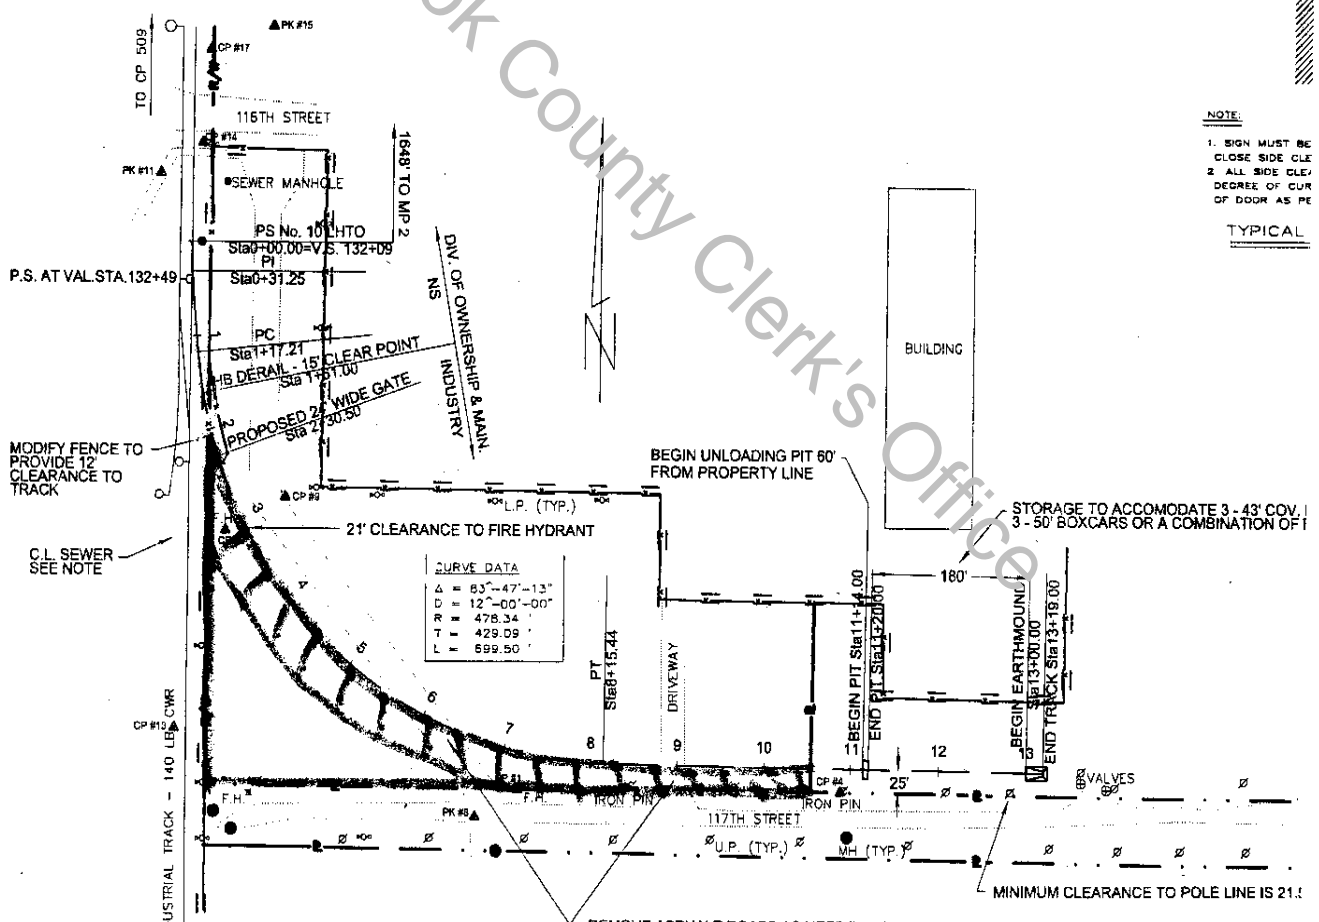 ok County Clerk's Office
TO CP 509
PK #15
CP #17
R/W
116TH STREET
CP #14
PK #11
SEWER MANHOLE
1648' TO MP 2
PS No. 10 LHTO
Sta0+00.00=V.S. 132+09
PI
Sta0+31.25
P.S. AT VAL.STA.132+49
DIV. OF OWNERSHIP & MAIN.
NS
INDUSTRY
1
PC
Sta1+17.21
HB DERAIL - 15' CLEAR POINT
Sta 1+61.00
2
PROPOSED 24' WIDE GATE
Sta 2+30.50
MODIFY FENCE TO
PROVIDE 12'
CLEARANCE TO
TRACK
C.L. SEWER
SEE NOTE
CP #9
L.P. (TYP.)
21' CLEARANCE TO FIRE HYDRANT
CURVE DATA
Δ = 83°-47'-13"
D = 12°-00'-00"
R = 478.34 '
T = 429.09 '
L = 699.50 '
N
NOTE:
1. SIGN MUST BE
CLOSE SIDE CLE
2 ALL SIDE CLEA
DEGREE OF CUR
OF DOOR AS PE
TYPICAL
BUILDING
BEGIN UNLOADING PIT 60'
FROM PROPERTY LINE
STORAGE TO ACCOMODATE 3 - 43' COV.
3 - 50' BOXCARS OR A COMBINATION OF
180'
PT
Sta8+15.44
DRIVEWAY
BEGIN PIT Sta11+14.00
END PIT Sta11+20.00
BEGIN EARTHMOUND
Sta13+00.00
END TRACK Sta13+19.00
3
4
5
6
7
8
9
10
11
12
13
CP #13
CP #4
25'
VALVES
F.H.
F.H.
IRON PIN
IRON PIN
PK #8
117TH STREET
U.P. (TYP.)
MH (TYP.)
USTRIAL TRACK - 140 LB CWR
MINIMUM CLEARANCE TO POLE LINE IS 21.5